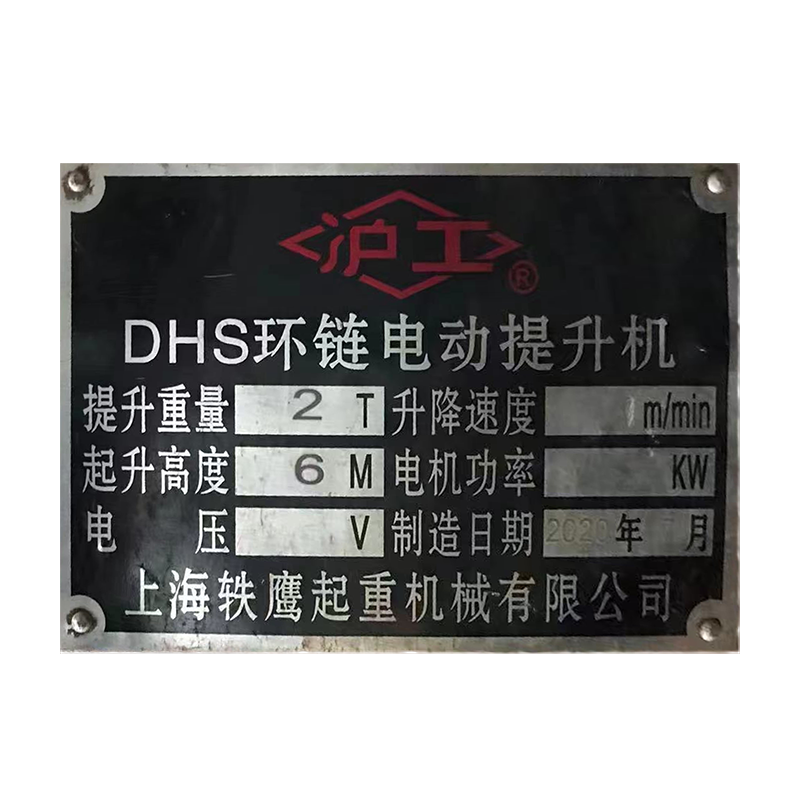 沪工®
DHS环链电动提升机
提升重量 2 T 升降速度 m/min
起升高度 6 M 电机功率 KW
电 压 V 制造日期 2020 年 月
上海轶鹰起重机械有限公司